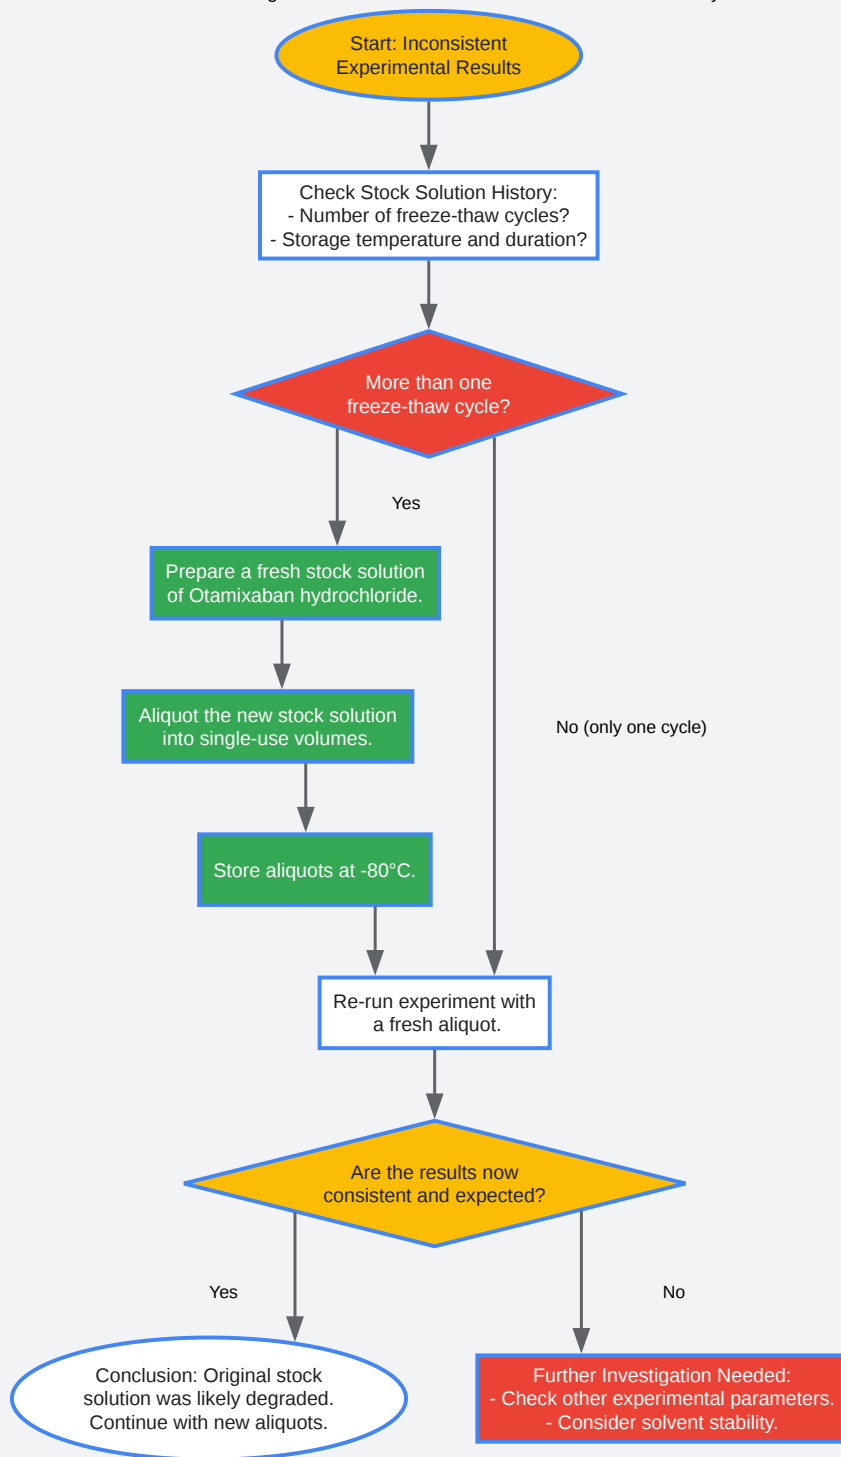 Start: Inconsistent
Experimental Results
Check Stock Solution History:
- Number of freeze-thaw cycles?
- Storage temperature and duration?
More than one
freeze-thaw cycle?
Yes
Prepare a fresh stock solution
of Otamixaban hydrochloride.
Aliquot the new stock solution
into single-use volumes.
No (only one cycle)
Store aliquots at -80°C.
Re-run experiment with
a fresh aliquot.
Are the results now
consistent and expected?
Yes
No
Conclusion: Original stock
solution was likely degraded.
Continue with new aliquots.
Further Investigation Needed:
- Check other experimental parameters.
- Consider solvent stability.